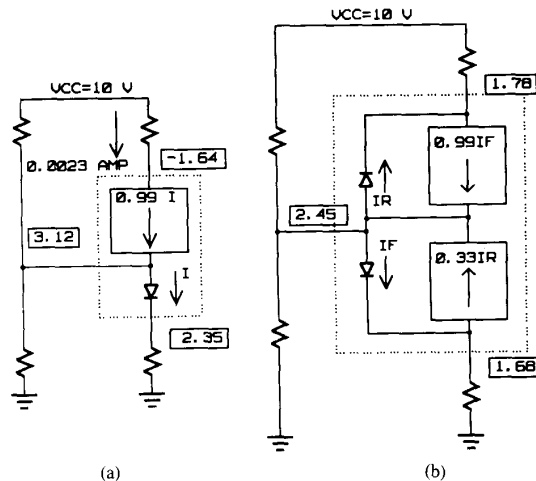 VCC=10 V
0.0023 AMP
-1.64
0.99 I
3.12
I
2.35
(a)
VCC=10 V
1.78
0.99IF
IR
2.45
IF
0.33IR
1.68
(b)